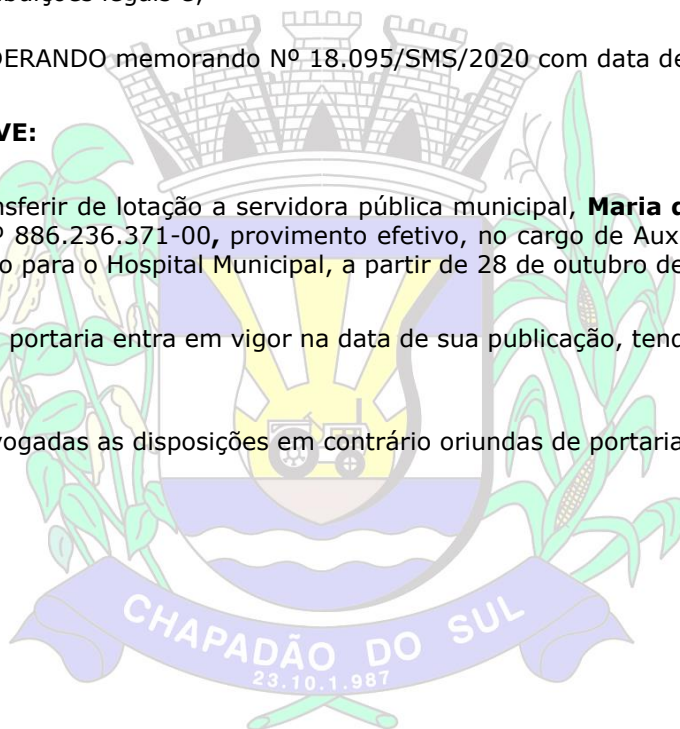 buições legais e,
DERANDO memorando Nº 18.095/SMS/2020 com data de
VE:
nsferir de lotação a servidora pública municipal, Maria
º 886.236.371-00, provimento efetivo, no cargo de Aux
o para o Hospital Municipal, a partir de 28 de outubro de
portaria entra em vigor na data de sua publicação, tend
vogadas as disposições em contrário oriundas de portaria
CHAPADÃO DO SUL
23.10.1.987